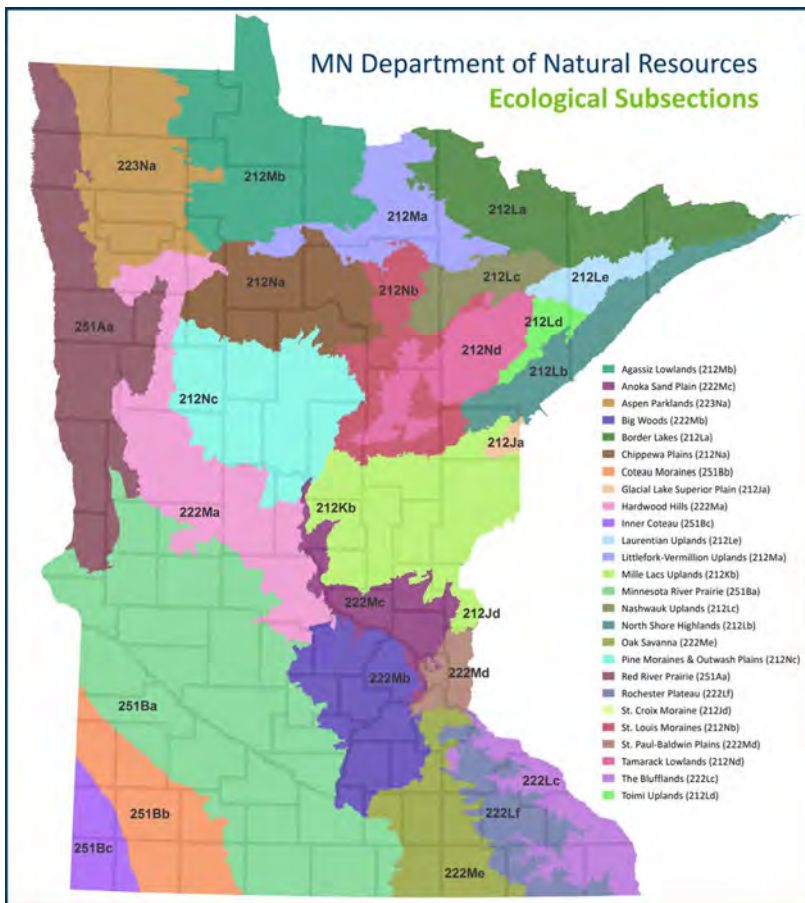 MN Department of Natural Resources
Ecological Subsections
223Na
212Mb
212Ma
212La
212Na
212Nb
212Lc
212Le
251Aa
212Ld
212Nd
212Lb
212Nc
212Ja
222Ma
212Kb
222Mc
212Jd
222Mb
222Md
251Ba
222Lc
251Bb
222Lf
251Bc
222Me
Agassiz Lowlands (212Mb)
Anoka Sand Plain (222Mc)
Aspen Parklands (223Na)
Big Woods (222Mb)
Border Lakes (212La)
Chippewa Plains (212Na)
Coteau Moraines (251Bb)
Glacial Lake Superior Plain (212Ja)
Hardwood Hills (222Ma)
Inner Coteau (251Bc)
Laurentian Uplands (212Le)
Littlefork-Vermillion Uplands (212Ma)
Mille Lacs Uplands (212Kb)
Minnesota River Prairie (251Ba)
Nashwauk Uplands (212Lc)
North Shore Highlands (212Lb)
Oak Savanna (222Me)
Pine Moraines & Outwash Plains (212Nc)
Red River Prairie (251Aa)
Rochester Plateau (222Lf)
St. Croix Moraine (212Jd)
St. Louis Moraines (212Nb)
St. Paul-Baldwin Plains (222Md)
Tamarack Lowlands (212Nd)
The Blufflands (222Lc)
Toimi Uplands (212Ld)